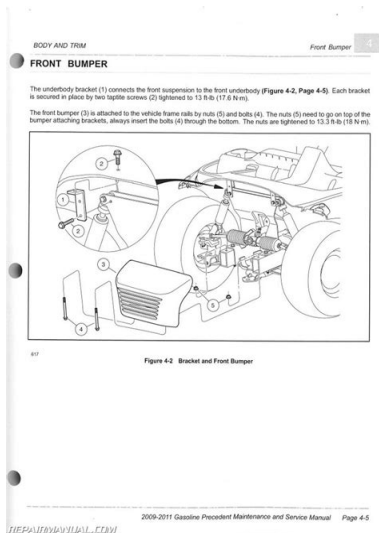 BODY AND TRIM
Front Bumper
4
FRONT BUMPER
The underbody bracket (1) connects the front suspension to the front underbody (Figure 4-2, Page 4-5). Each bracket
is secured in place by two taptite screws (2) tightened to 13 ft-lb (17.6 N·m).
The front bumper (3) is attached to the vehicle frame rails by nuts (5) and bolts (4). The nuts (5) need to go on top of the
bumper attaching brackets, always insert the bolts (4) through the bottom. The nuts are tightened to 13.3 ft-lb (18 N·m).
2
1
2
3
5
4
617
Figure 4-2 Bracket and Front Bumper
2009-2011 Gasoline Precedent Maintenance and Service Manual Page 4-5
REPAIRMANUAL.COM